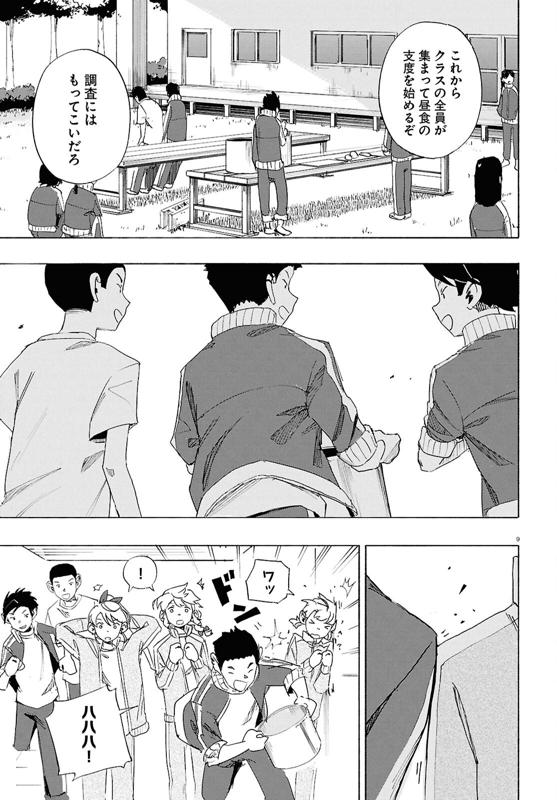 これから
クラスの全員が
集まって昼食の
支度を始めるぞ
調査には
もってこいだろ
9
ワッ
ドン
！
ハハハ！